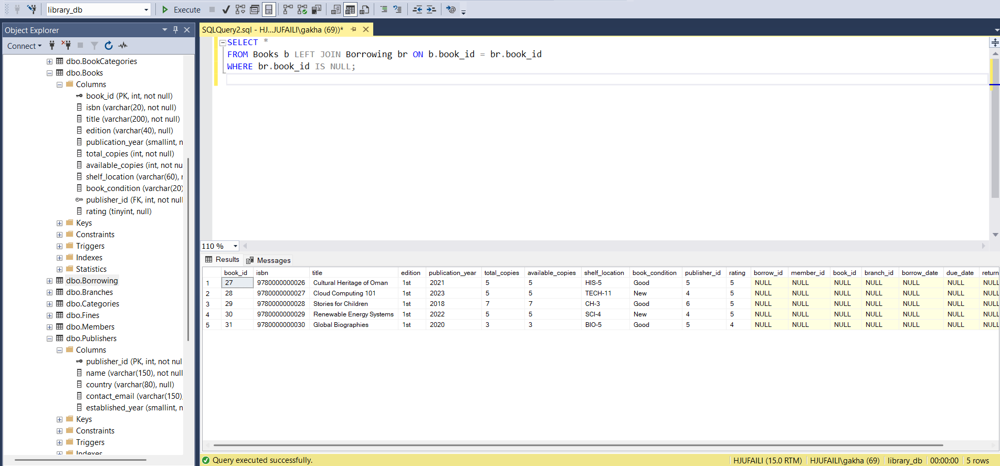 library_db
Execute
Object Explorer
SQLQuery2.sql - HJ...JUFAILI\gakha (69))*
Connect
dbo.BookCategories
dbo.Books
Columns
book_id (PK, int, not null)
isbn (varchar(20), not null)
title (varchar(200), not null)
edition (varchar(40), null)
publication_year (smallint, n
total_copies (int, not null)
available_copies (int, not nu
shelf_location (varchar(60), r
book_condition (varchar(20)
publisher_id (FK, int, not null
rating (tinyint, null)
Keys
Constraints
Triggers
Indexes
Statistics
dbo.Borrowing
dbo.Branches
dbo.Categories
dbo.Fines
dbo.Members
dbo.Publishers
Columns
publisher_id (PK, int, not nul
name (varchar(150), not null
country (varchar(80), null)
contact_email (varchar(150),
established_year (smallint, n
Keys
Constraints
Triggers
Indexes
SELECT *
FROM Books b LEFT JOIN Borrowing br ON b.book_id = br.book_id
WHERE br.book_id IS NULL;
110 %
Results Messages
book_id isbn title edition publication_year total_copies available_copies shelf_location book_condition publisher_id rating borrow_id member_id book_id branch_id borrow_date due_date return
1 27 9780000000026 Cultural Heritage of Oman 1st 2021 5 5 HIS-5 Good 5 5 NULL NULL NULL NULL NULL NULL NULL
2 28 9780000000027 Cloud Computing 101 1st 2023 5 5 TECH-11 New 4 5 NULL NULL NULL NULL NULL NULL NULL
3 29 9780000000028 Stories for Children 1st 2018 7 7 CH-3 Good 6 5 NULL NULL NULL NULL NULL NULL NULL
4 30 9780000000029 Renewable Energy Systems 1st 2022 5 5 SCI-4 New 4 5 NULL NULL NULL NULL NULL NULL NULL
5 31 9780000000030 Global Biographies 1st 2020 3 3 BIO-5 Good 5 4 NULL NULL NULL NULL NULL NULL NULL
Query executed successfully.
HJUFAILI (15.0 RTM) HJUFAILI\gakha (69) library_db 00:00:00 5 rows